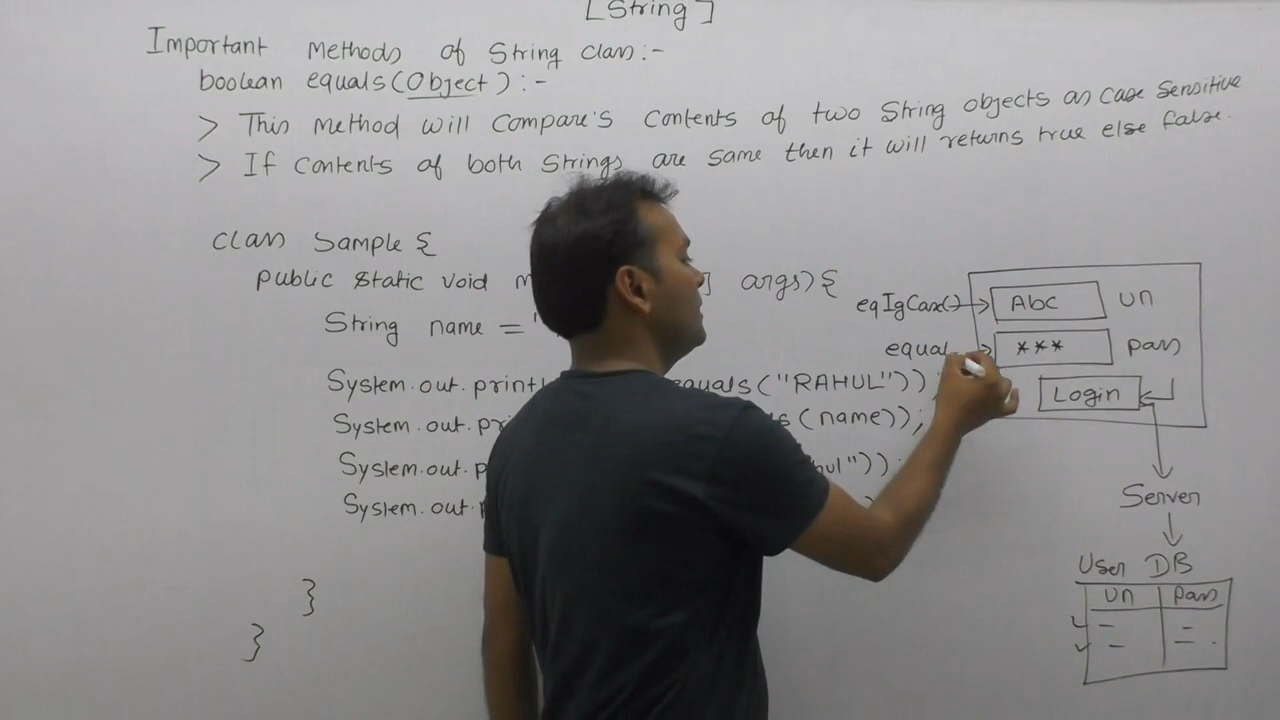 [String]
Important Methods of String class:-
boolean equals(Object):-
> This method will compare's contents of two String objects as case sensitive
> If contents of both Strings are same then it will returns true else false.
class Sample {
public static void m ] args){
String name = "
System.out.printl equals("RAHUL"));
System.out.pr s(name));
System.out.p hul"));
System.out.p )
}
}
eqIgCase() Abc un
equal *** pass
Login
Server
User DB
un pass